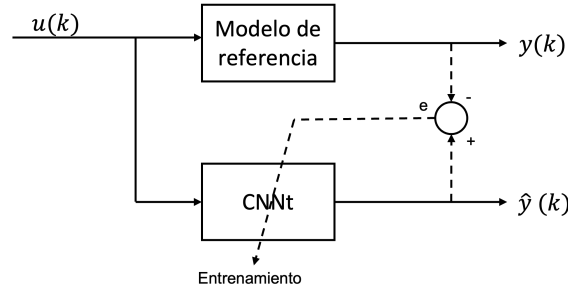 u(k)
Modelo de
referencia
y(k)
-
e
+
CNNt
ŷ (k)
Entrenamiento